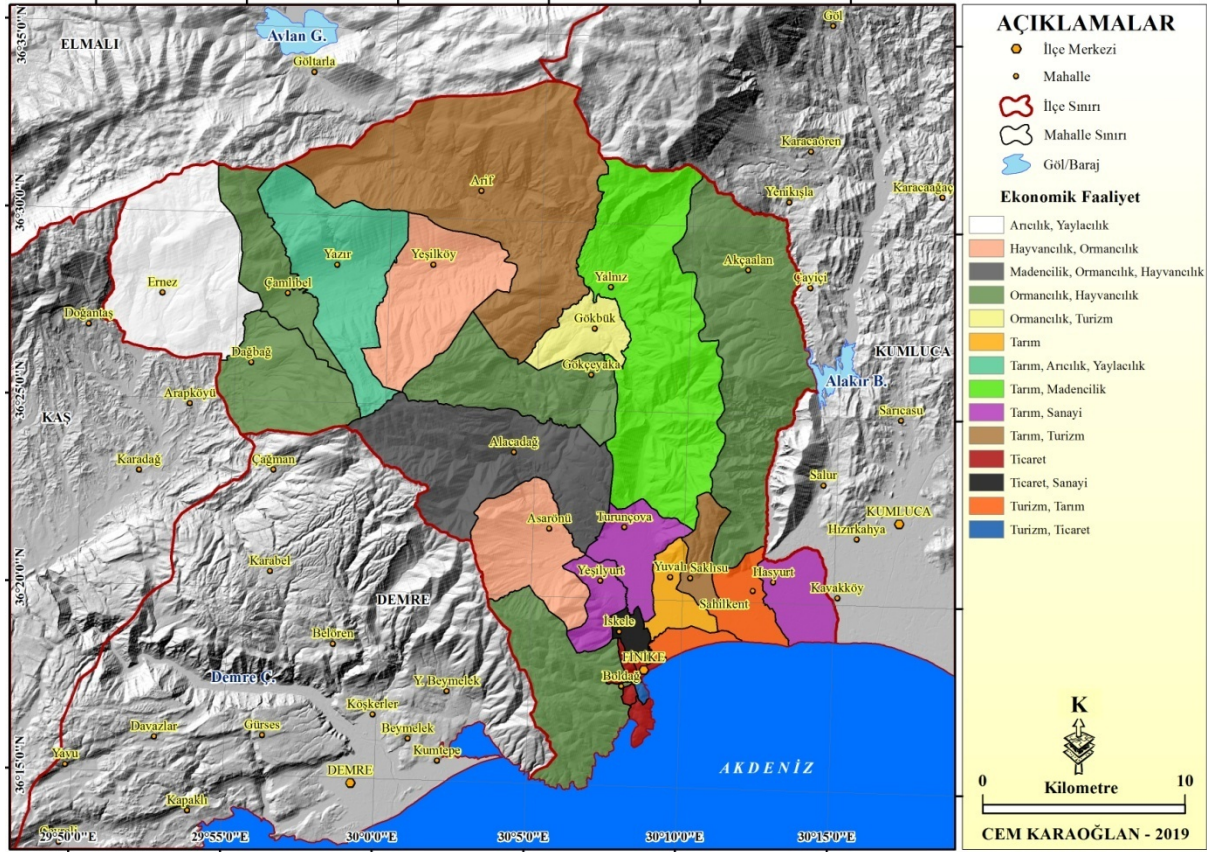 ELMALI
Avlan G.
Göltarla
Göl
Karacaören
Yenikışla
Karacaağaç
Arif
Yazır
Yeşilköy
Ernez
Çamlıbel
Yalnız
Akçaalan
Çayiçi
Doğantaş
Gökbük
Dağbağ
Gökçeyaka
KUMLUCA
Alakır B.
Arapköyü
KAŞ
Sarıcasu
Alacadağ
Karadağ
Çağman
Salur
Asarönü
Turunçova
KUMLUCA
Hızırkahya
Karabel
Yeşilyurt
Yuvalı
Saklısu
Hasyurt
Kavakköy
DEMRE
Sahilkent
Beloren
İskele
FİNİKE
Boldağ
Demre Ç.
Y. Beymelek
Köşkerler
Davazlar
Gürses
Beymelek
Kumtepe
Yavu
DEMRE
AKDENİZ
Kapaklı
36°35'0"N
36°30'0"N
36°25'0"N
36°20'0"N
36°15'0"N
29°50'0"E
29°55'0"E
30°0'0"E
30°5'0"E
30°10'0"E
30°15'0"E
AÇIKLAMALAR
İlçe Merkezi
Mahalle
İlçe Sınırı
Mahalle Sınırı
Göl/Baraj
Ekonomik Faaliyet
Arıcılık, Yaylacılık
Hayvancılık, Ormancılık
Madencilik, Ormancılık, Hayvancılık
Ormancılık, Hayvancılık
Ormancılık, Turizm
Tarım
Tarım, Arıcılık, Yaylacılık
Tarım, Madencilik
Tarım, Sanayi
Tarım, Turizm
Ticaret
Ticaret, Sanayi
Turizm, Tarım
Turizm, Ticaret
K
0 10
Kilometre
CEM KARAOĞLAN - 2019